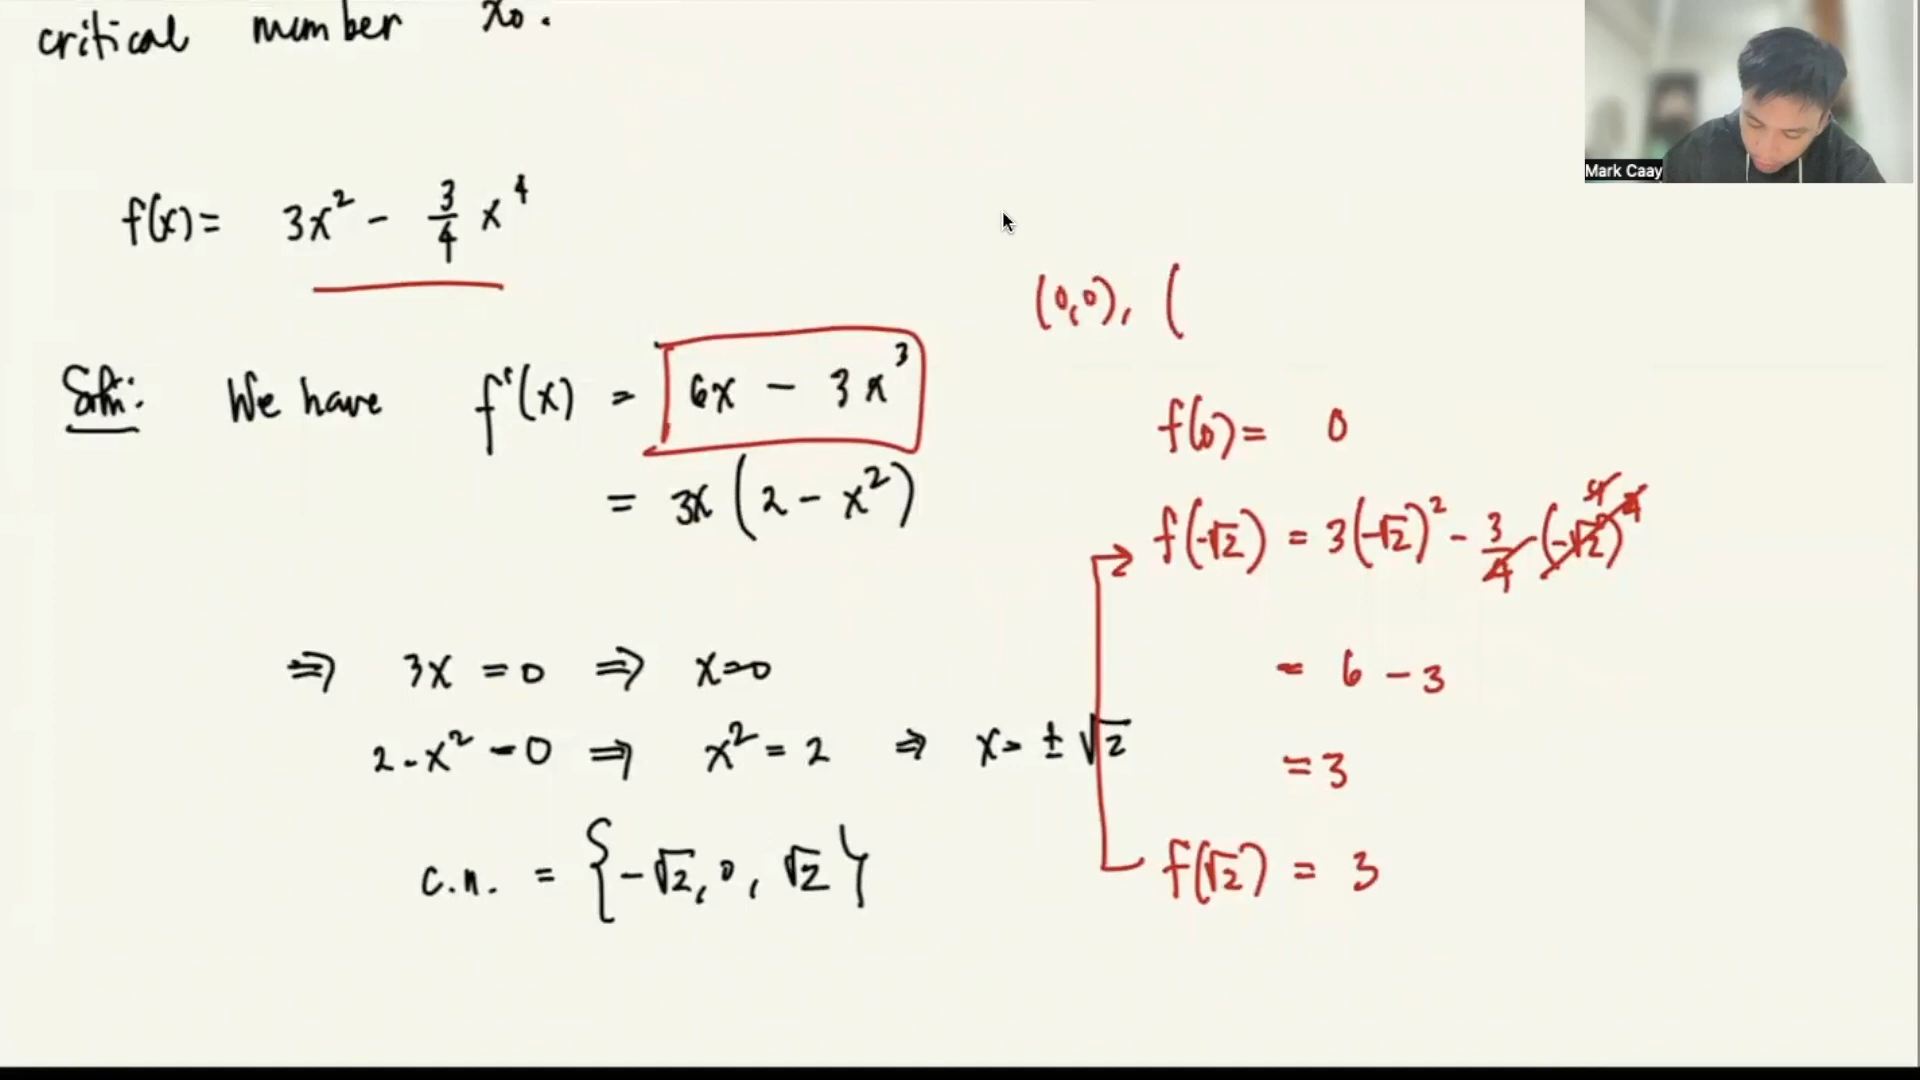 critical number x₀.
Mark Caay
f(x) = 3x² - 3/4 x⁴
(0,0), (
Soln: We have f'(x) = 6x - 3x³
= 3x (2 - x²)
f(0) = 0
f(-√2) = 3(-√2)² - 3/4 (-√2)⁴
⇒ 3x = 0 ⇒ x=0
= 6 - 3
2 - x² = 0 ⇒ x² = 2 ⇒ x = ± √2
= 3
c.n. = { -√2, 0, √2 }
f(√2) = 3